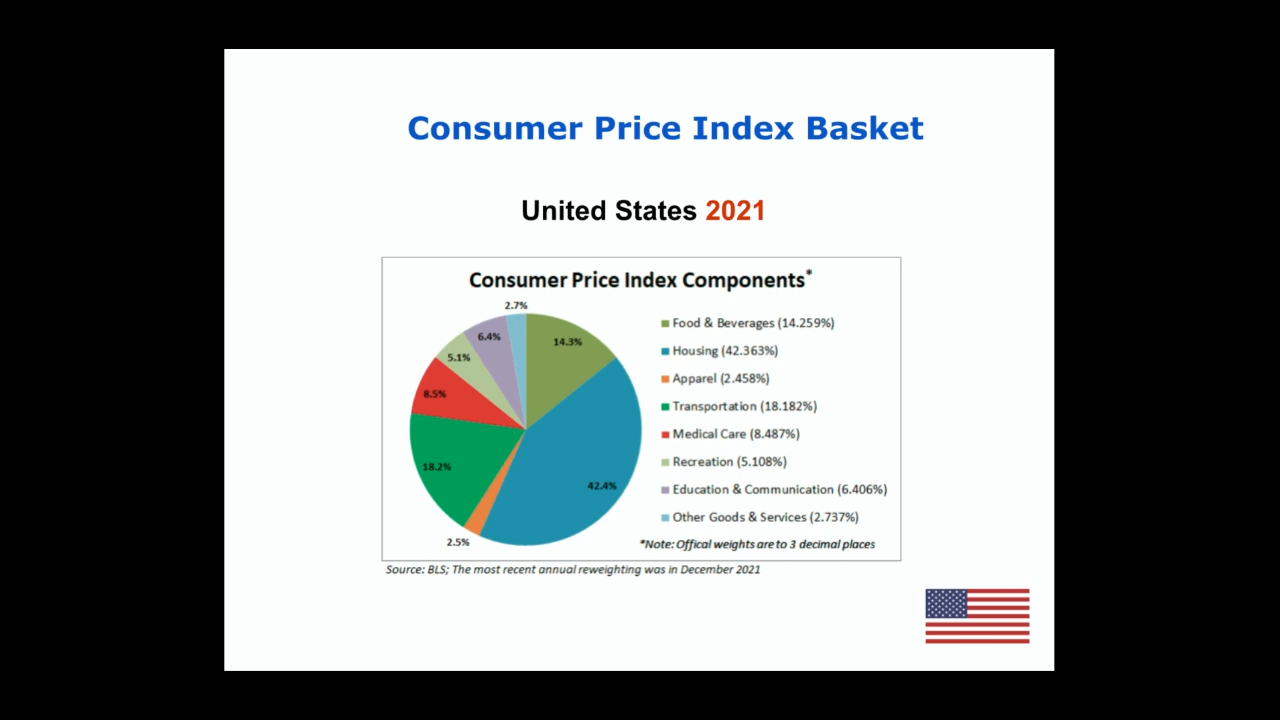 Consumer Price Index Basket
United States 2021
Consumer Price Index Components*
2.7%
14.3%
6.4%
5.1%
8.5%
18.2%
42.4%
2.5%
Food & Beverages (14.259%)
Housing (42.363%)
Apparel (2.458%)
Transportation (18.182%)
Medical Care (8.487%)
Recreation (5.108%)
Education & Communication (6.406%)
Other Goods & Services (2.737%)
*Note: Offical weights are to 3 decimal places
Source: BLS; The most recent annual reweighting was in December 2021